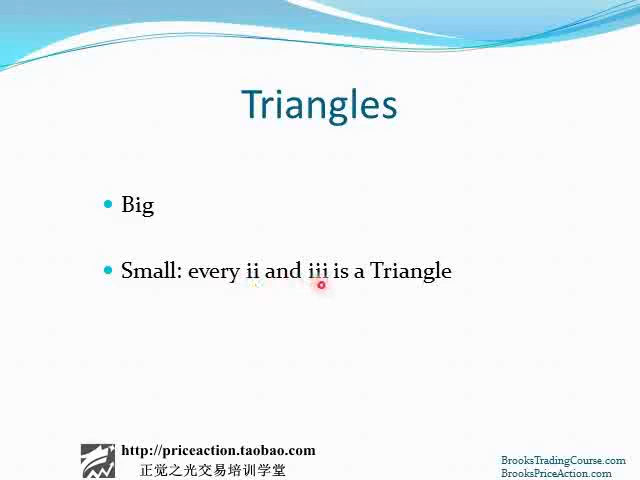 Triangles
Big
Small: every ii and iii is a Triangle
http://priceaction.taobao.com
正觉之光交易培训学堂
BrooksTradingCourse.com
BrooksPriceAction.com